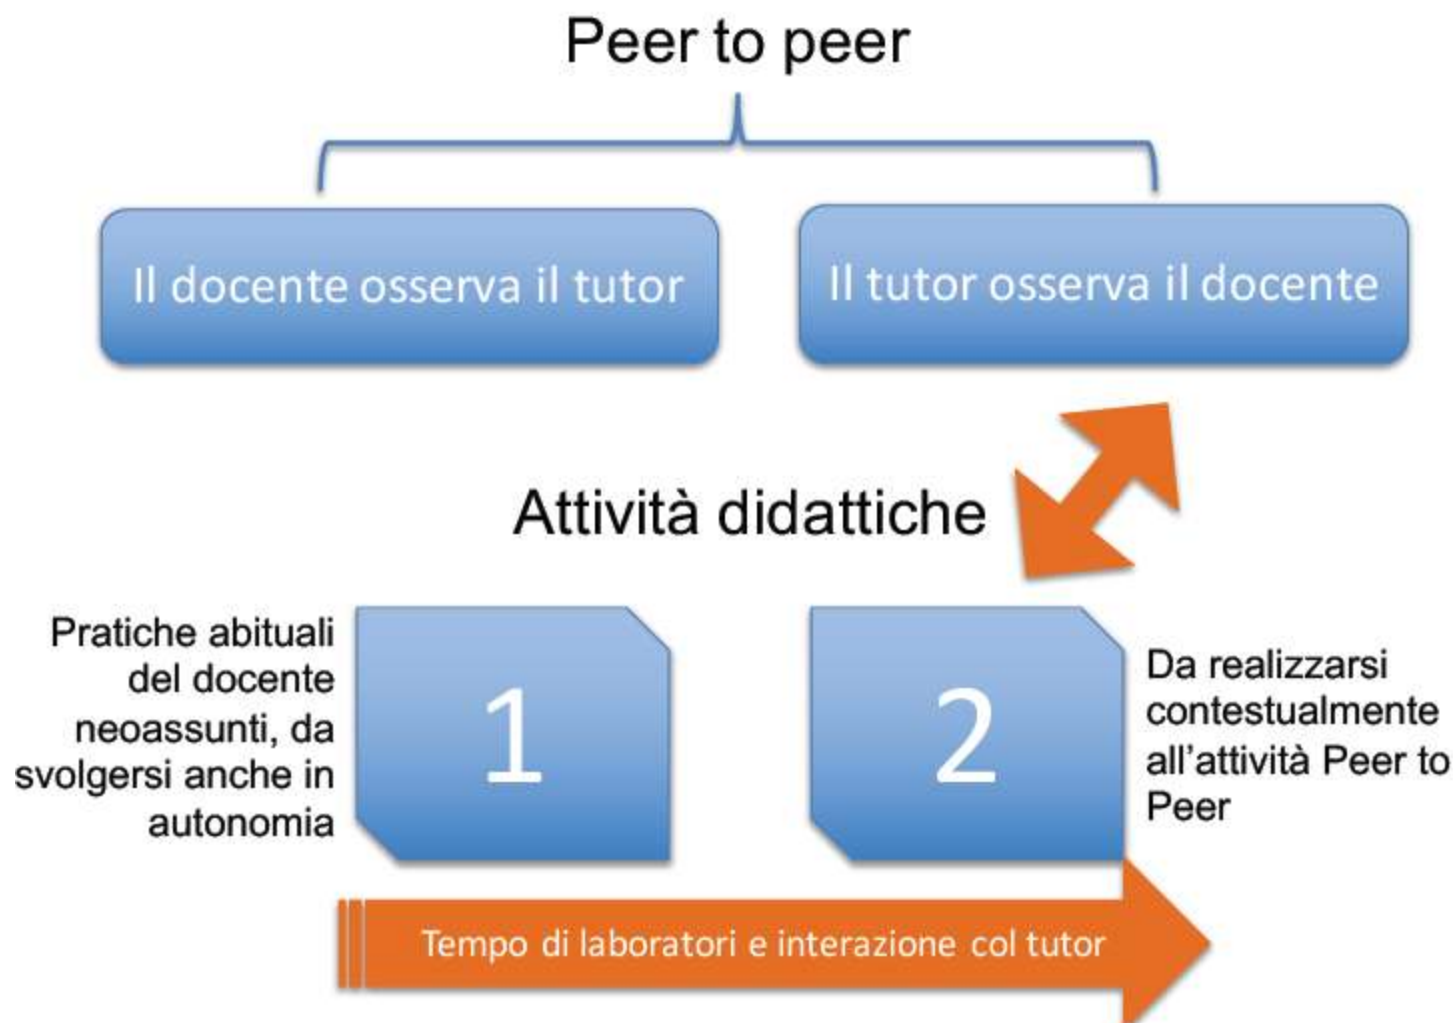 Peer to peer
Il docente osserva il tutor
Il tutor osserva il docente
Attività didattiche
Pratiche abituali
del docente
neoassunti, da
svolgersi anche in
autonomia
1
2
Da realizzarsi
contestualmente
all’attività Peer to
Peer
Tempo di laboratori e interazione col tutor